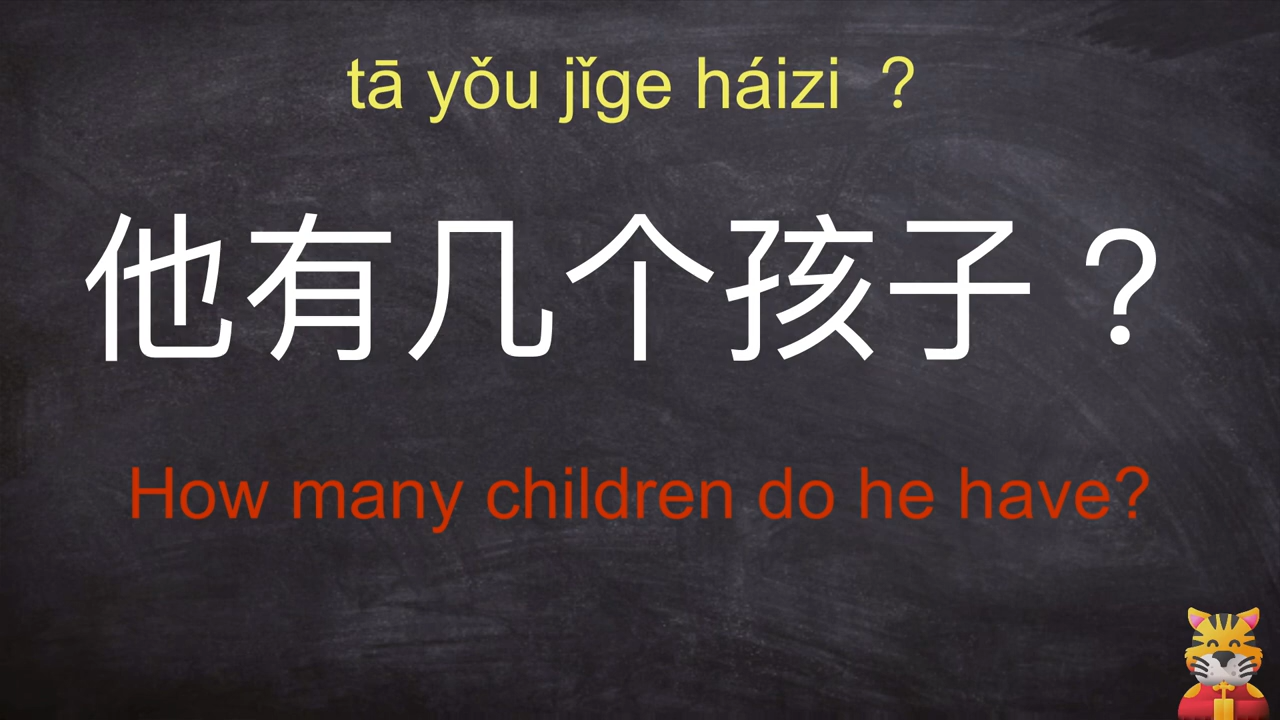 tā yǒu jǐge háizi ？
他有几个孩子？
How many children do he have?